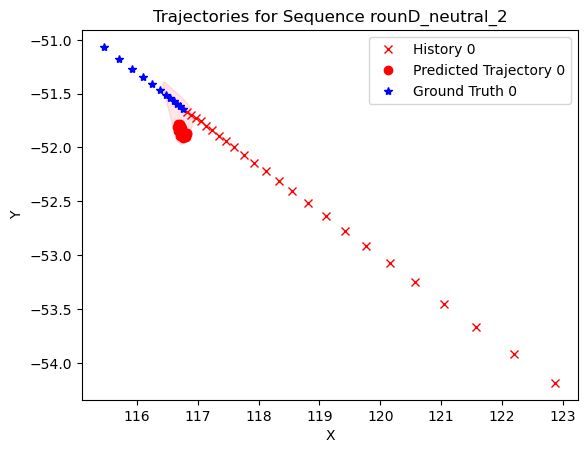 Trajectories for Sequence rounD_neutral_2
History 0
Predicted Trajectory 0
Ground Truth 0
−51.0
−51.5
−52.0
−52.5
−53.0
−53.5
−54.0
Y
116 117 118 119 120 121 122 123
X